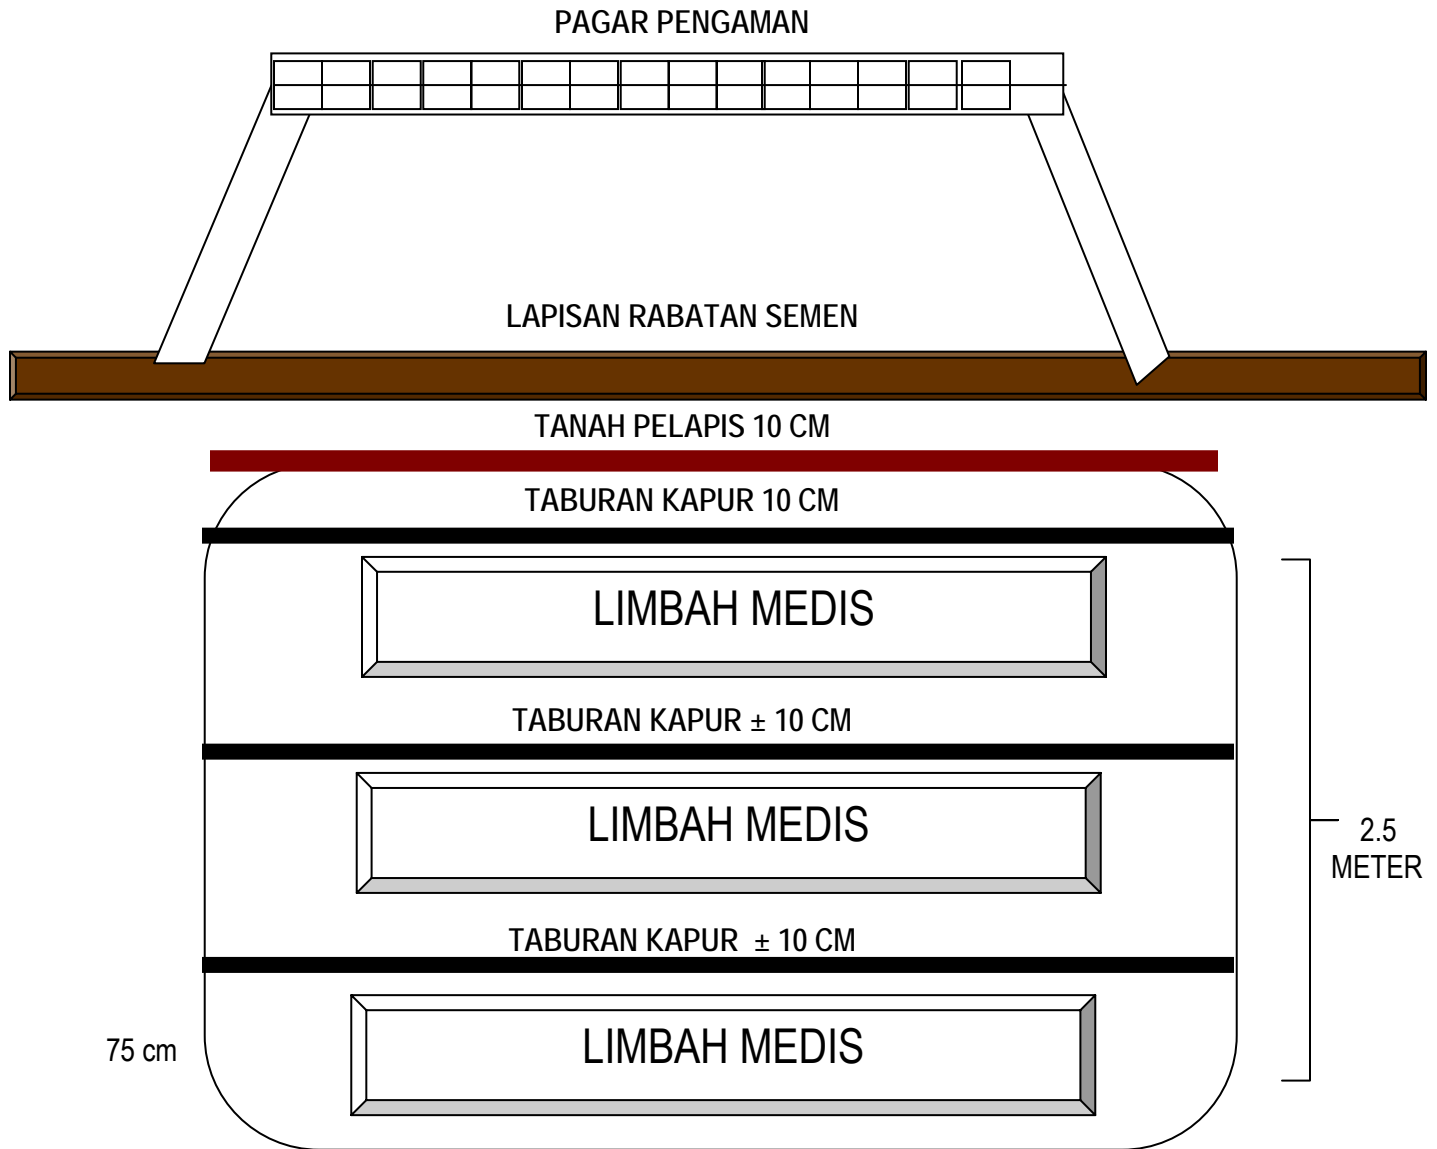 PAGAR PENGAMAN
LAPISAN RABATAN SEMEN
TANAH PELAPIS 10 CM
TABURAN KAPUR 10 CM
LIMBAH MEDIS
TABURAN KAPUR ± 10 CM
LIMBAH MEDIS
2.5
METER
TABURAN KAPUR ± 10 CM
LIMBAH MEDIS
75 cm